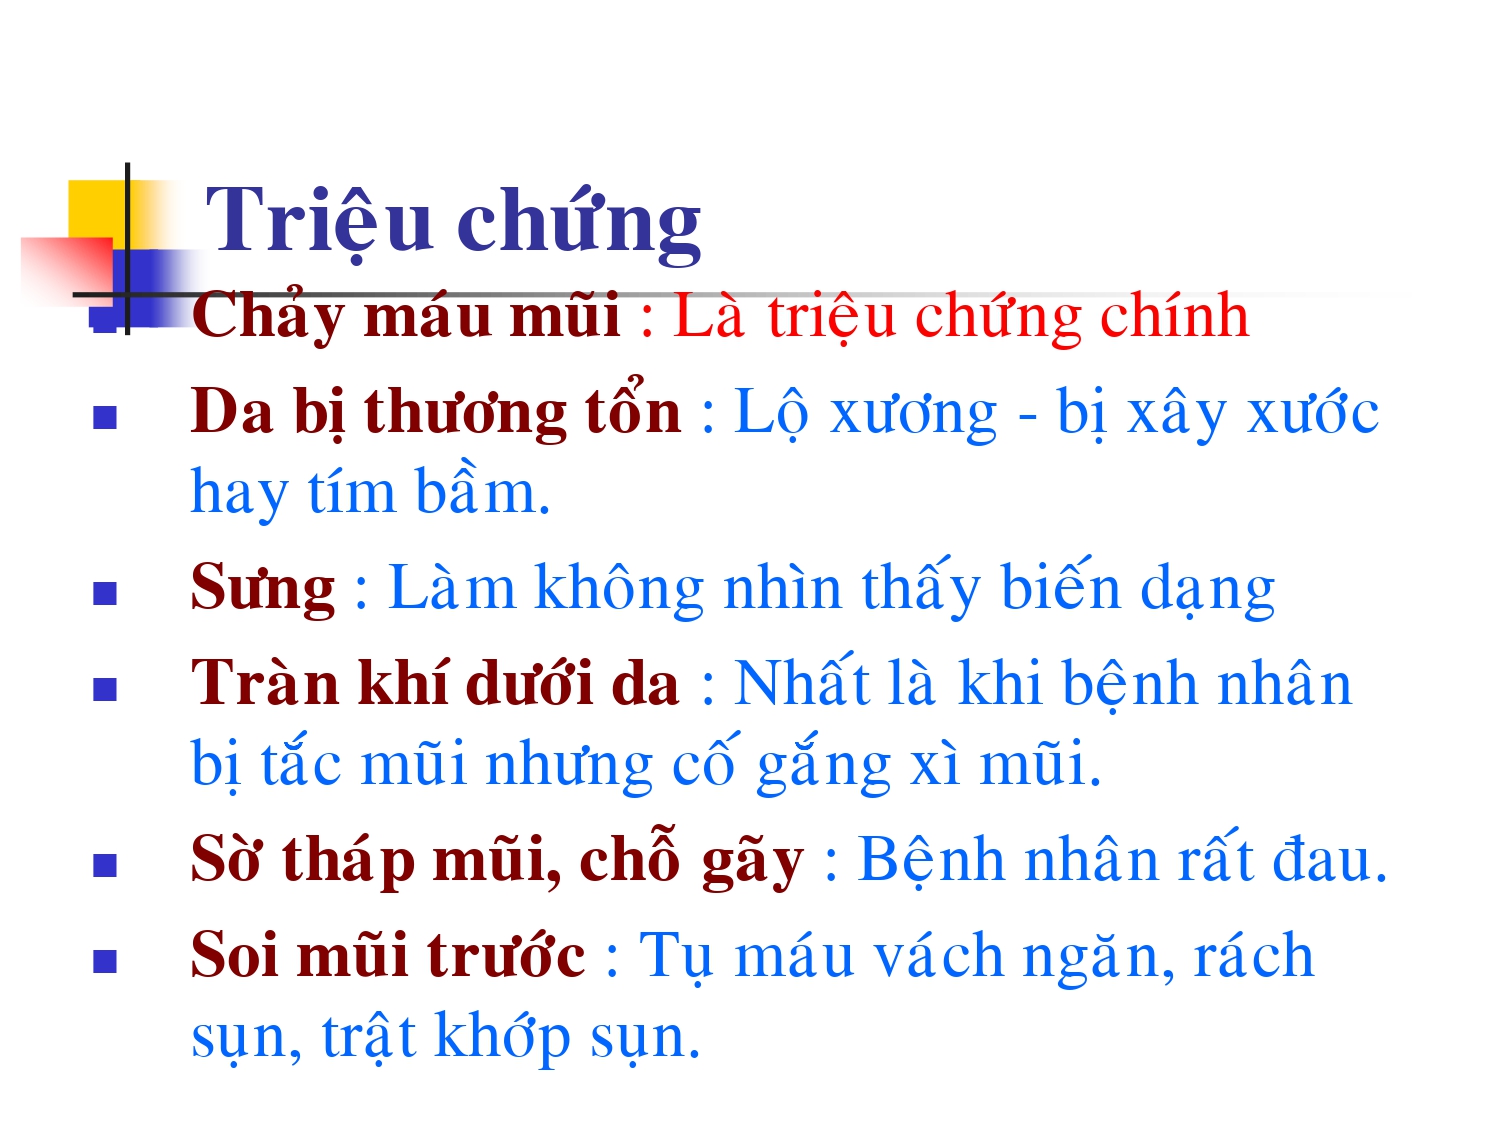 Triệu chứng
Chảy máu mũi : Là triệu chứng chính
Da bị thương tổn : Lộ xương - bị xây xước
hay tím bầm.
Sưng : Làm không nhìn thấy biến dạng
Tràn khí dưới da : Nhất là khi bệnh nhân
bị tắc mũi nhưng cố gắng xì mũi.
Sờ tháp mũi, chỗ gãy : Bệnh nhân rất đau.
Soi mũi trước : Tụ máu vách ngăn, rách
sụn, trật khớp sụn.